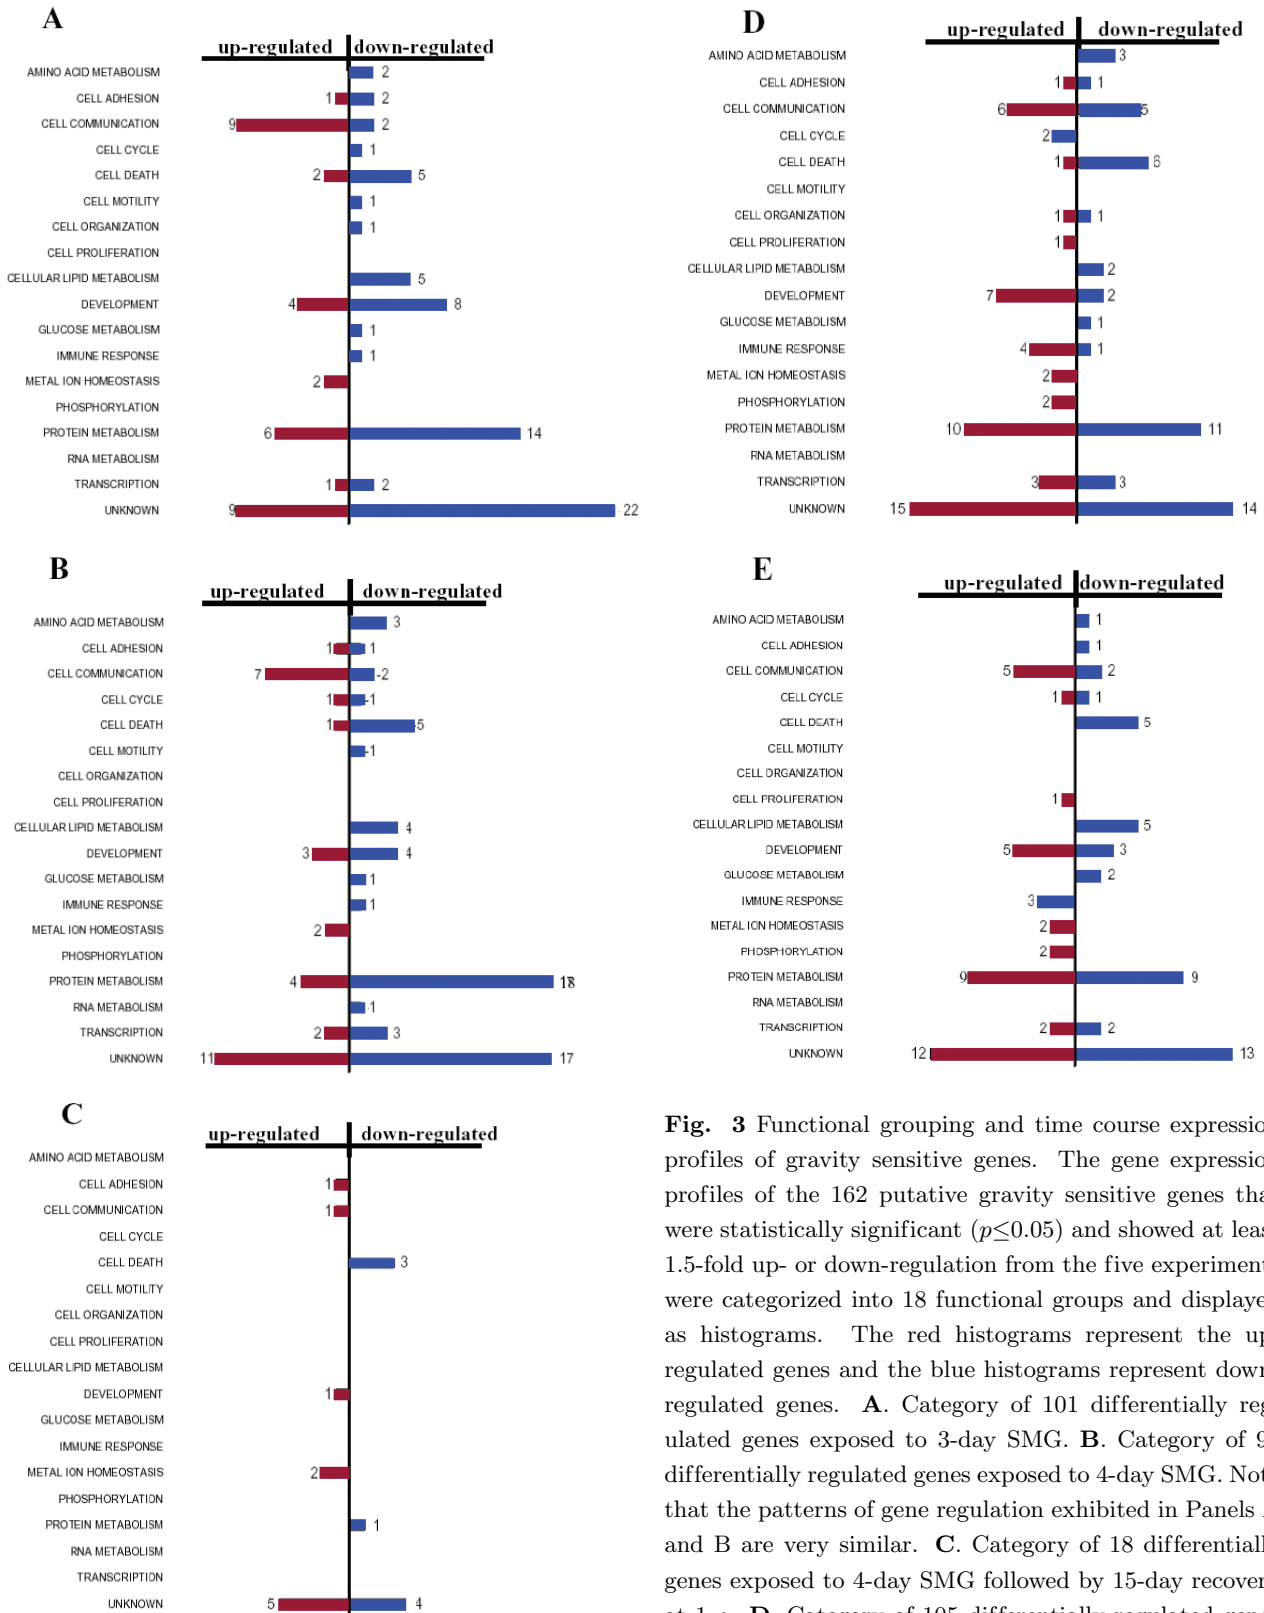 A
up-regulated down-regulated
AMINO ACID METABOLISM 2
CELL ADHESION 1 2
CELL COMMUNICATION 9 2
CELL CYCLE 1
CELL DEATH 2 5
CELL MOTILITY 1
CELL ORGANIZATION 1
CELL PROLIFERATION
CELLULAR LIPID METABOLISM 5
DEVELOPMENT 4 8
GLUCOSE METABOLISM 1
IMMUNE RESPONSE 1
METAL ION HOMEOSTASIS 2
PHOSPHORYLATION
PROTEIN METABOLISM 6 14
RNA METABOLISM
TRANSCRIPTION 1 2
UNKNOWN 9 22
B
up-regulated down-regulated
AMINO ACID METABOLISM 3
CELL ADHESION 1 1
CELL COMMUNICATION 7 2
CELL CYCLE 1 1
CELL DEATH 1 5
CELL MOTILITY 1
CELL ORGANIZATION
CELL PROLIFERATION
CELLULAR LIPID METABOLISM 4
DEVELOPMENT 3 4
GLUCOSE METABOLISM 1
IMMUNE RESPONSE 1
METAL ION HOMEOSTASIS 2
PHOSPHORYLATION
PROTEIN METABOLISM 4 18
RNA METABOLISM 1
TRANSCRIPTION 2 3
UNKNOWN 11 17
C
up-regulated down-regulated
AMINO ACID METABOLISM
CELL ADHESION 1
CELL COMMUNICATION 1
CELL CYCLE
CELL DEATH 3
CELL MOTILITY
CELL ORGANIZATION
CELL PROLIFERATION
CELLULAR LIPID METABOLISM
DEVELOPMENT 1
GLUCOSE METABOLISM
IMMUNE RESPONSE
METAL ION HOMEOSTASIS 2
PHOSPHORYLATION
PROTEIN METABOLISM 1
RNA METABOLISM
TRANSCRIPTION
UNKNOWN 5 4
D
up-regulated down-regulated
AMINO ACID METABOLISM 3
CELL ADHESION 1 1
CELL COMMUNICATION 6 5
CELL CYCLE 2
CELL DEATH 1 6
CELL MOTILITY
CELL ORGANIZATION 1 1
CELL PROLIFERATION 1
CELLULAR LIPID METABOLISM 2
DEVELOPMENT 7 2
GLUCOSE METABOLISM 1
IMMUNE RESPONSE 4 1
METAL ION HOMEOSTASIS 2
PHOSPHORYLATION 2
PROTEIN METABOLISM 10 11
RNA METABOLISM
TRANSCRIPTION 3 3
UNKNOWN 15 14
E
up-regulated down-regulated
AMINO ACID METABOLISM 1
CELL ADHESION 1
CELL COMMUNICATION 5 2
CELL CYCLE 1 1
CELL DEATH 5
CELL MOTILITY
CELL ORGANIZATION
CELL PROLIFERATION 1
CELLULAR LIPID METABOLISM 5
DEVELOPMENT 5 3
GLUCOSE METABOLISM 2
IMMUNE RESPONSE 3
METAL ION HOMEOSTASIS 2
PHOSPHORYLATION 2
PROTEIN METABOLISM 9 9
RNA METABOLISM
TRANSCRIPTION 2 2
UNKNOWN 12 13
Fig. 3 Functional grouping and time course expressio
profiles of gravity sensitive genes. The gene expressio
profiles of the 162 putative gravity sensitive genes tha
were statistically significant (p≤0.05) and showed at leas
1.5-fold up- or down-regulation from the five experiment
were categorized into 18 functional groups and displaye
as histograms. The red histograms represent the up
regulated genes and the blue histograms represent down
regulated genes. A. Category of 101 differentially reg
ulated genes exposed to 3-day SMG. B. Category of 9
differentially regulated genes exposed to 4-day SMG. Not
that the patterns of gene regulation exhibited in Panels
and B are very similar. C. Category of 18 differentiall
genes exposed to 4-day SMG followed by 15-day recover
at 1 D. Category of 105 differentially regulated gene